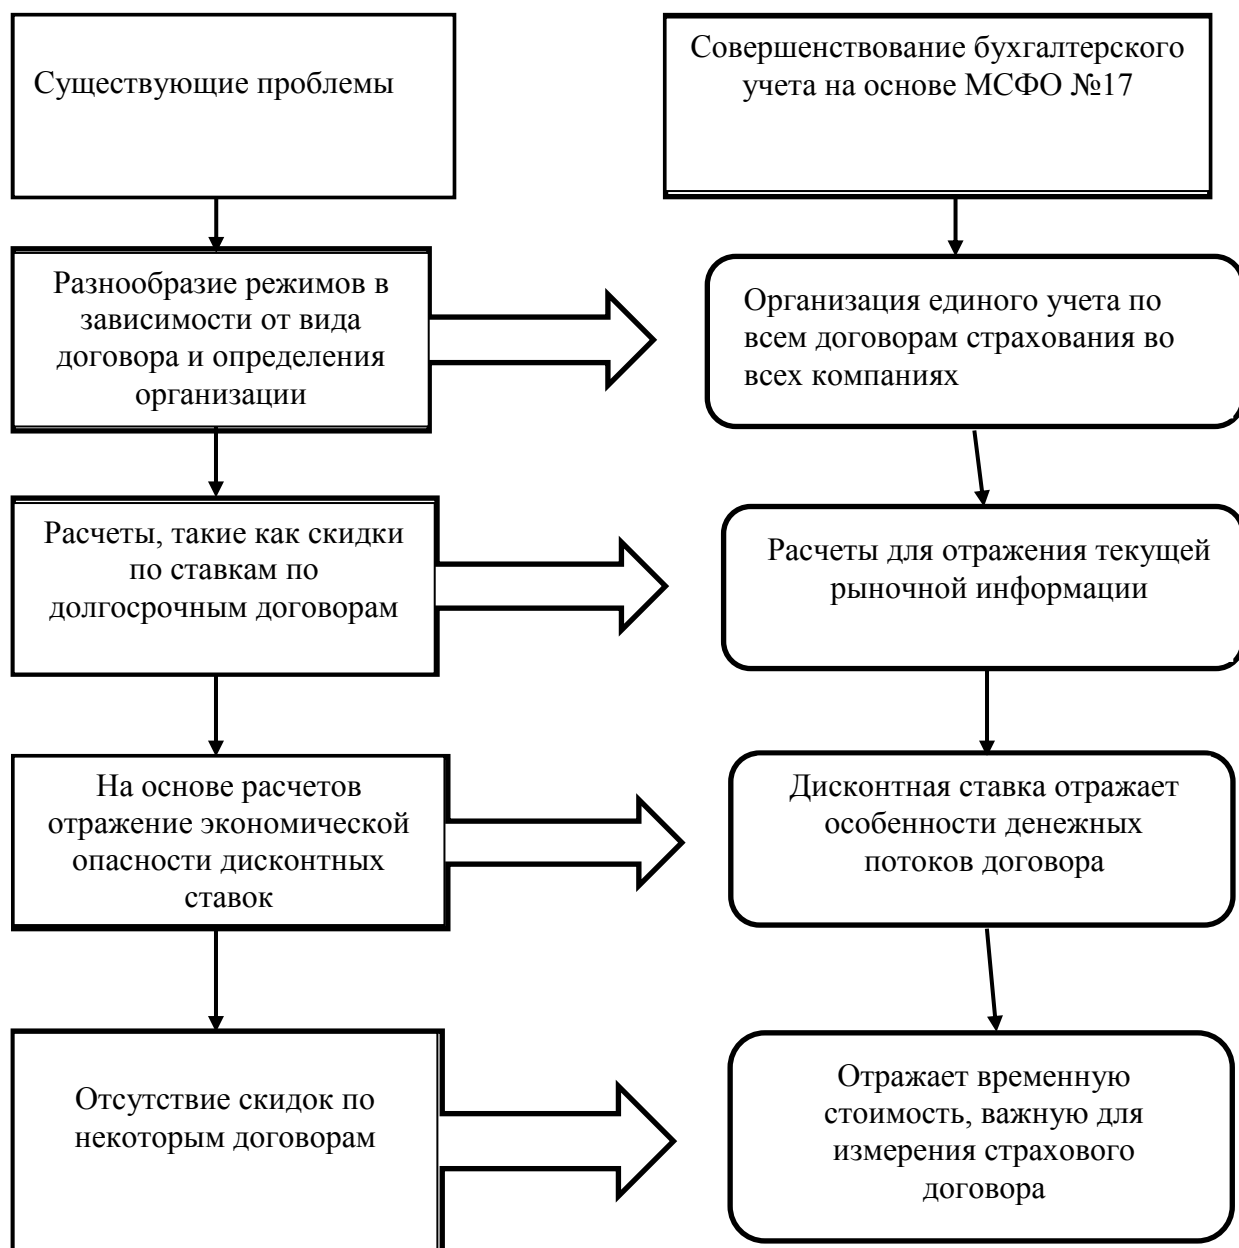 Существующие проблемы
Совершенствование бухгалтерского
учета на основе МСФО №17
Разнообразие режимов в
зависимости от вида
договора и определения
организации
Организация единого учета по
всем договорам страхования во
всех компаниях
Расчеты, такие как скидки
по ставкам по
долгосрочным договорам
Расчеты для отражения текущей
рыночной информации
На основе расчетов
отражение экономической
опасности дисконтных
ставок
Дисконтная ставка отражает
особенности денежных
потоков договора
Отсутствие скидок по
некоторым договорам
Отражает временную
стоимость, важную для
измерения страхового
договора